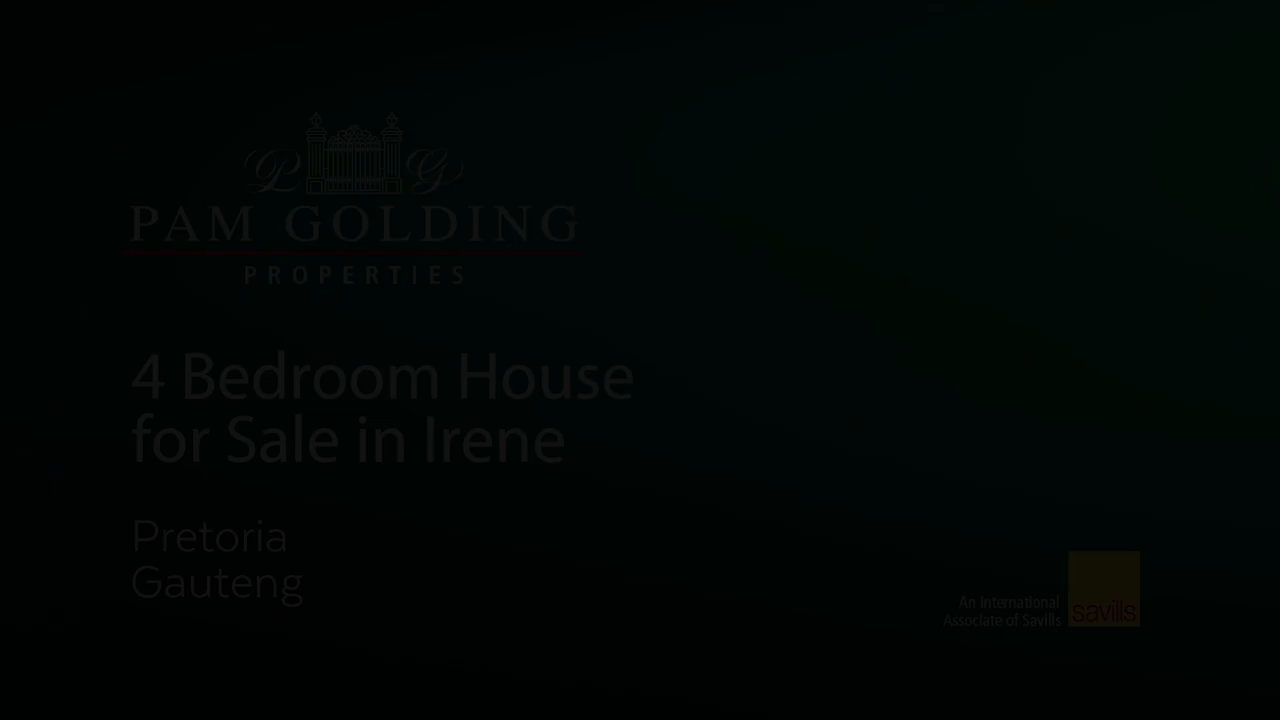 P G
PAM GOLDING
PROPERTIES
4 Bedroom House
for Sale in Irene
Pretoria
Gauteng
An International
Associate of Savills
savills